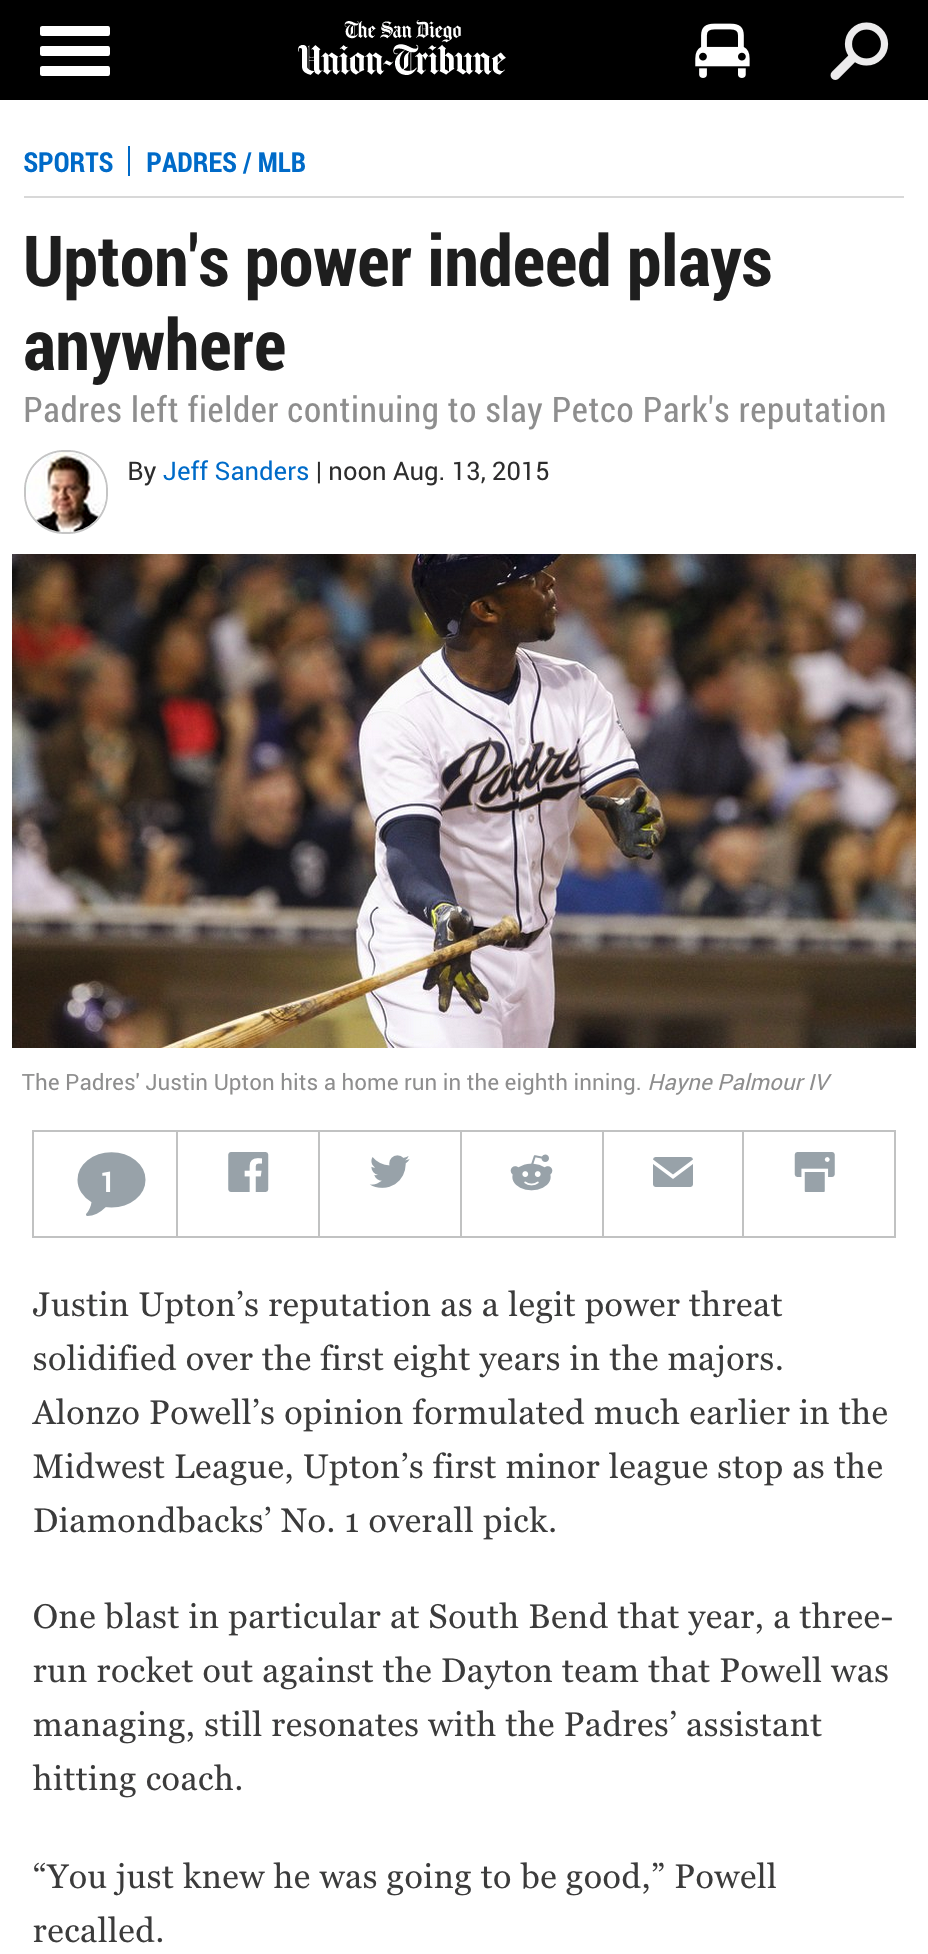 The San Diego
Union-Tribune
SPORTS | PADRES / MLB
Upton's power indeed plays
anywhere
Padres left fielder continuing to slay Petco Park's reputation
By Jeff Sanders | noon Aug. 13, 2015
Padre
The Padres' Justin Upton hits a home run in the eighth inning. Hayne Palmour IV
1
Justin Upton’s reputation as a legit power threat
solidified over the first eight years in the majors.
Alonzo Powell’s opinion formulated much earlier in the
Midwest League, Upton’s first minor league stop as the
Diamondbacks’ No. 1 overall pick.
One blast in particular at South Bend that year, a three-
run rocket out against the Dayton team that Powell was
managing, still resonates with the Padres’ assistant
hitting coach.
“You just knew he was going to be good,” Powell
recalled.